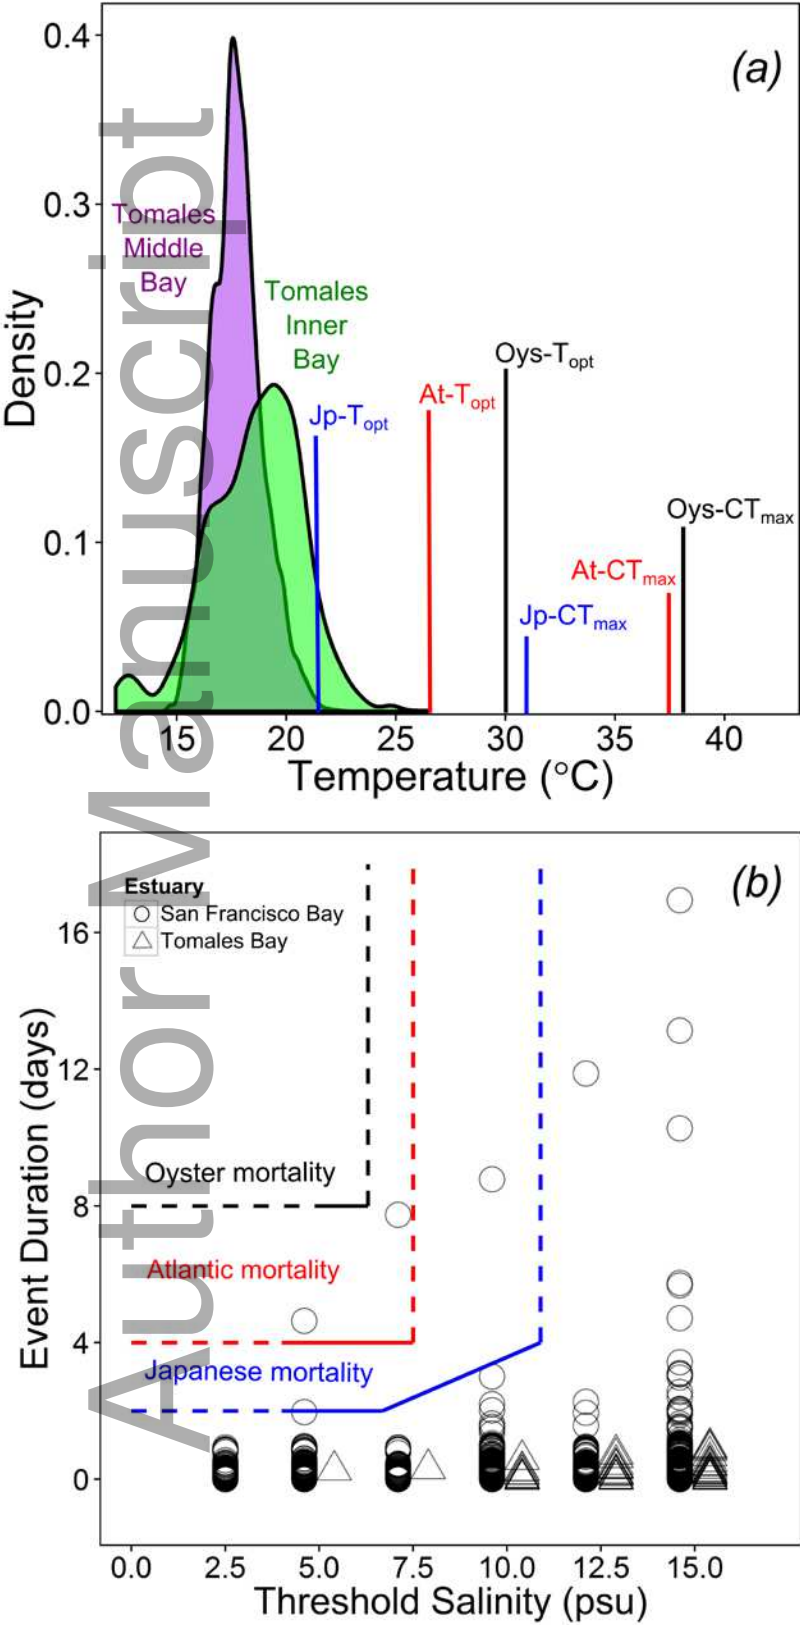 0.4
0.3
0.2
0.1
0.0
Density
(a)
Tomales
Middle
Bay
Tomales
Inner
Bay
Jp-Topt
At-Topt
Oys-Topt
Oys-CTmax
At-CTmax
Jp-CTmax
15 20 25 30 35 40
Temperature (°C)
Author Manuscript
(b)
Estuary
San Francisco Bay
Tomales Bay
16
12
8
4
0
Event Duration (days)
Oyster mortality
Atlantic mortality
Japanese mortality
0.0 2.5 5.0 7.5 10.0 12.5 15.0
Threshold Salinity (psu)